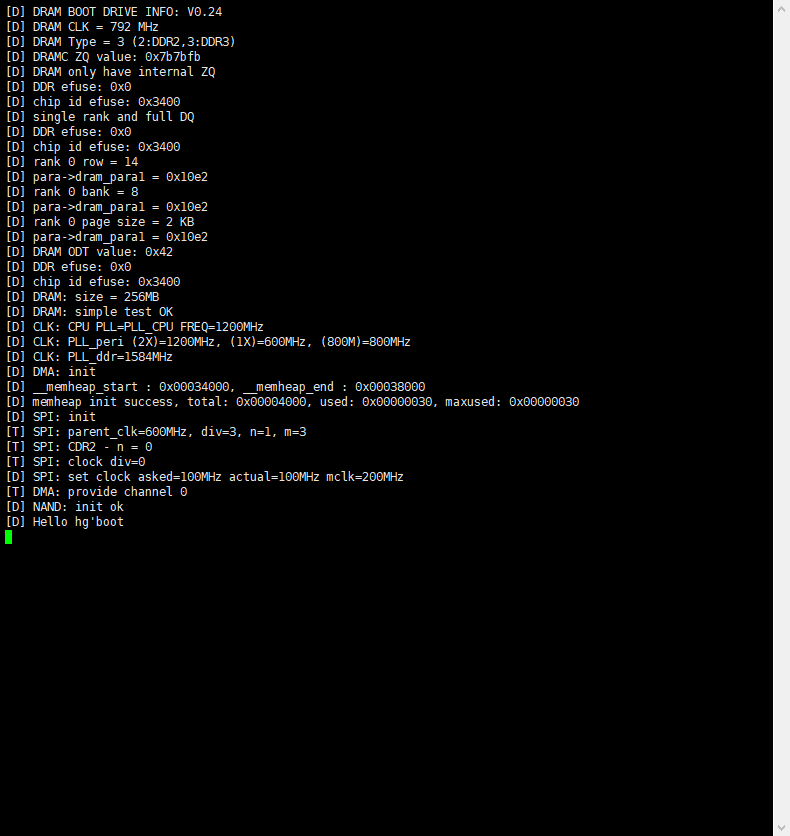 [D] DRAM BOOT DRIVE INFO: V0.24
[D] DRAM CLK = 792 MHz
[D] DRAM Type = 3 (2:DDR2,3:DDR3)
[D] DRAMC ZQ value: 0x7b7bfb
[D] DRAM only have internal ZQ
[D] DDR efuse: 0x0
[D] chip id efuse: 0x3400
[D] single rank and full DQ
[D] DDR efuse: 0x0
[D] chip id efuse: 0x3400
[D] rank 0 row = 14
[D] para->dram_para1 = 0x10e2
[D] rank 0 bank = 8
[D] para->dram_para1 = 0x10e2
[D] rank 0 page size = 2 KB
[D] para->dram_para1 = 0x10e2
[D] DRAM ODT value: 0x42
[D] DDR efuse: 0x0
[D] chip id efuse: 0x3400
[D] DRAM: size = 256MB
[D] DRAM: simple test OK
[D] CLK: CPU PLL=PLL_CPU FREQ=1200MHz
[D] CLK: PLL_peri (2X)=1200MHz, (1X)=600MHz, (800M)=800MHz
[D] CLK: PLL_ddr=1584MHz
[D] DMA: init
[D] __memheap_start : 0x00034000, __memheap_end : 0x00038000
[D] memheap init success, total: 0x00004000, used: 0x00000030, maxused: 0x00000030
[D] SPI: init
[T] SPI: parent_clk=600MHz, div=3, n=1, m=3
[T] SPI: CDR2 - n = 0
[T] SPI: clock div=0
[D] SPI: set clock asked=100MHz actual=100MHz mclk=200MHz
[T] DMA: provide channel 0
[D] NAND: init ok
[D] Hello hg'boot